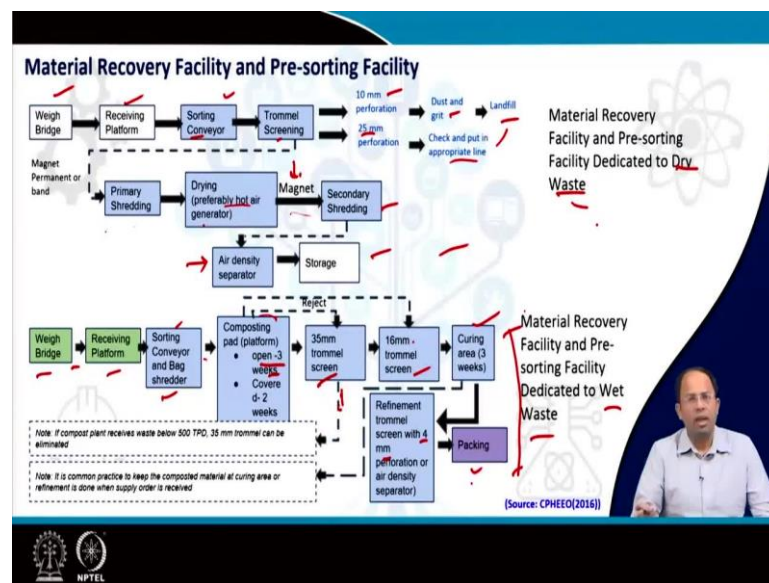 Material Recovery Facility and Pre-sorting Facility
Weigh
Bridge
Receiving
Platform
Sorting
Conveyor
Trommel
Screening
10 mm
perforation
Dust and
grit
Landfill
25 mm
perforation
Check and put in
appropriate line
Material Recovery
Facility and Pre-sorting
Facility Dedicated to Dry
Waste
Magnet
Permanent or
band
Primary
Shredding
Drying
(preferably hot air
generator)
Magnet
Secondary
Shredding
Air density
separator
Storage
Reject
Weigh
Bridge
Receiving
Platform
Sorting
Conveyor
and Bag
shredder
Composting
pad (platform)
• open -3
weeks
• Covere
d- 2
weeks
35mm
trommel
screen
16mm
trommel
screen
Curing
area (3
weeks)
Material Recovery
Facility and Pre-
sorting Facility
Dedicated to Wet
Waste
Refinement
trommel
screen with 4
mm
perforation or
air density
separator)
Packing
Note: If compost plant receives waste below 500 TPD, 35 mm trommel can be
eliminated
Note: It is common practice to keep the composted material at curing area or
refinement is done when supply order is received
(Source: CPHEEO(2016))
NPTEL